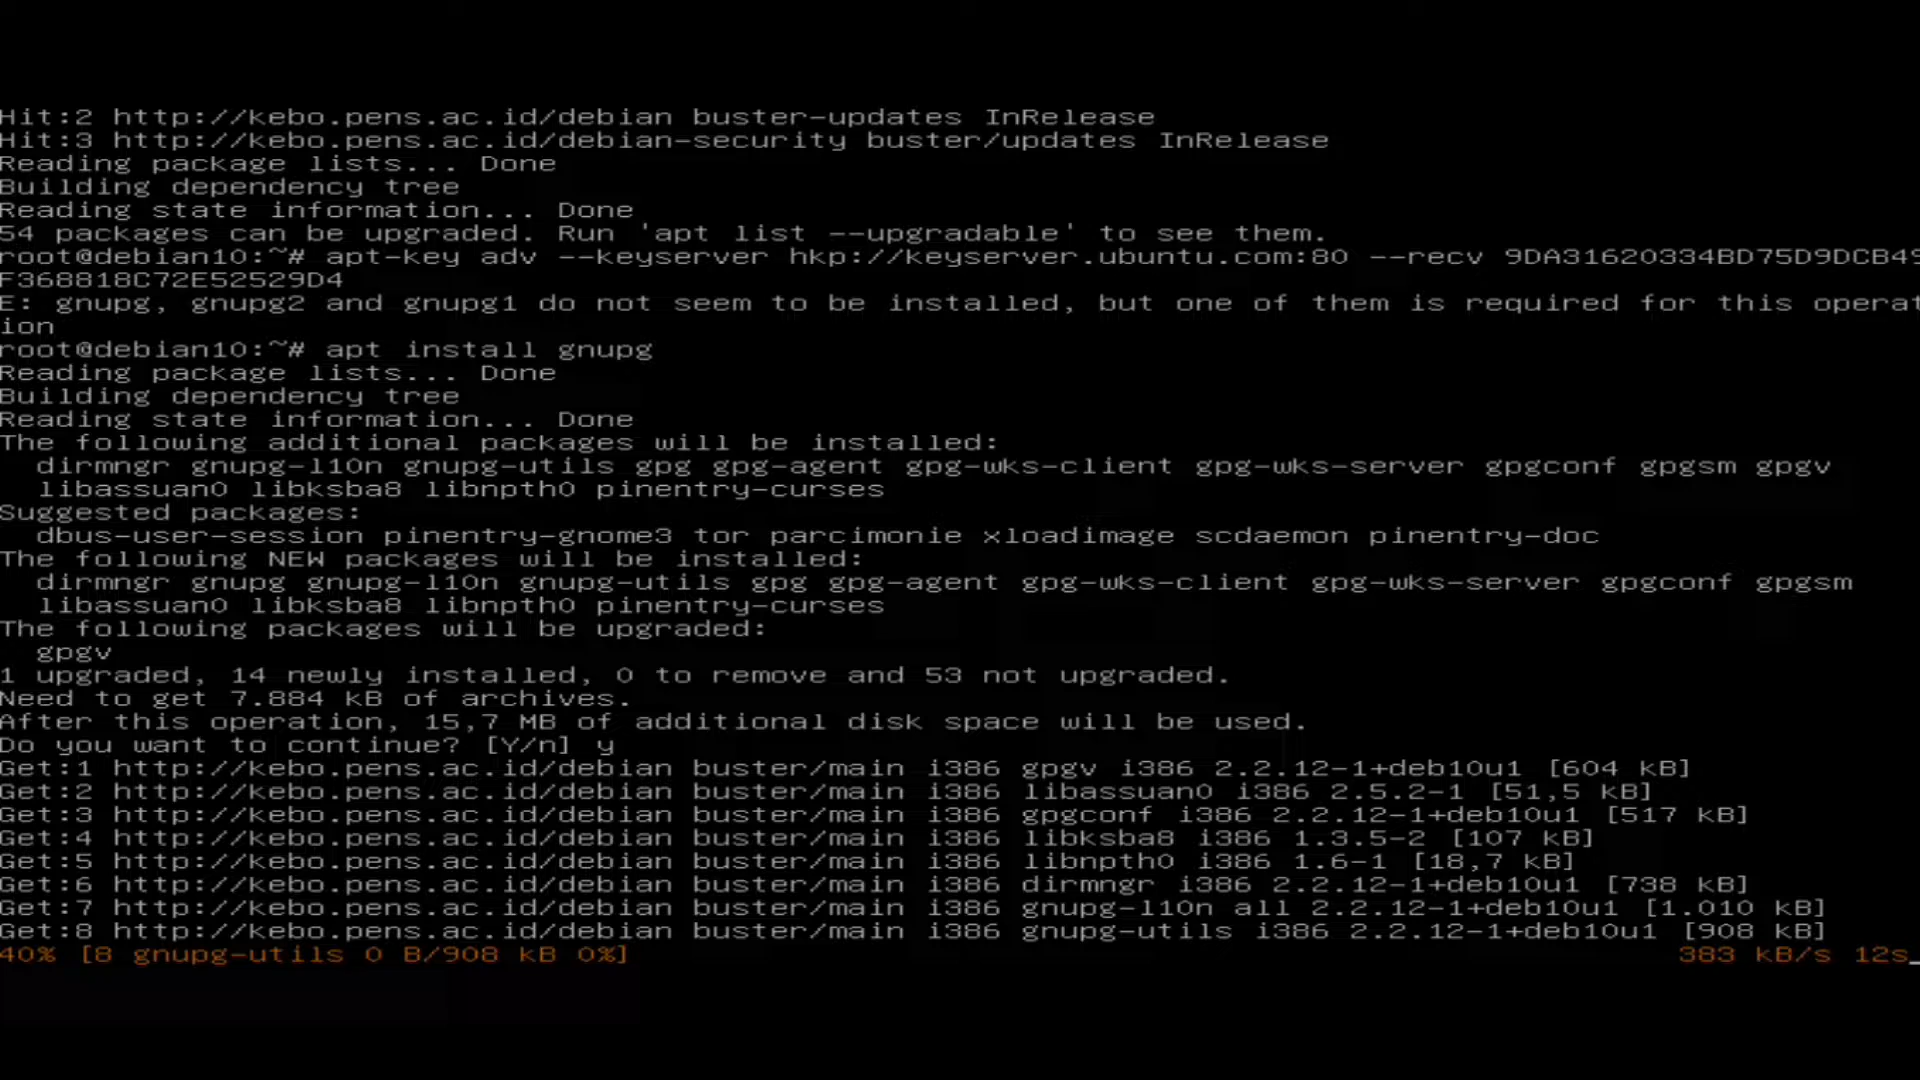 Hit:2 http://kebo.pens.ac.id/debian buster-updates InRelease
Hit:3 http://kebo.pens.ac.id/debian-security buster/updates InRelease
Reading package lists... Done
Building dependency tree
Reading state information... Done
54 packages can be upgraded. Run 'apt list --upgradable' to see them.
root@debian10:~# apt-key adv --keyserver hkp://keyserver.ubuntu.com:80 --recv 9DA31620334BD75D9DCB49
F368818C72E52529D4
E: gnupg, gnupg2 and gnupg1 do not seem to be installed, but one of them is required for this operat
ion
root@debian10:~# apt install gnupg
Reading package lists... Done
Building dependency tree
Reading state information... Done
The following additional packages will be installed:
  dirmngr gnupg-l10n gnupg-utils gpg gpg-agent gpg-wks-client gpg-wks-server gpgconf gpgsm gpgv
  libassuan0 libksba8 libnpth0 pinentry-curses
Suggested packages:
  dbus-user-session pinentry-gnome3 tor parcimonie xloadimage scdaemon pinentry-doc
The following NEW packages will be installed:
  dirmngr gnupg gnupg-l10n gnupg-utils gpg gpg-agent gpg-wks-client gpg-wks-server gpgconf gpgsm
  libassuan0 libksba8 libnpth0 pinentry-curses
The following packages will be upgraded:
  gpgv
1 upgraded, 14 newly installed, 0 to remove and 53 not upgraded.
Need to get 7.884 kB of archives.
After this operation, 15,7 MB of additional disk space will be used.
Do you want to continue? [Y/n] y
Get:1 http://kebo.pens.ac.id/debian buster/main i386 gpgv i386 2.2.12-1+deb10u1 [604 kB]
Get:2 http://kebo.pens.ac.id/debian buster/main i386 libassuan0 i386 2.5.2-1 [51,5 kB]
Get:3 http://kebo.pens.ac.id/debian buster/main i386 gpgconf i386 2.2.12-1+deb10u1 [517 kB]
Get:4 http://kebo.pens.ac.id/debian buster/main i386 libksba8 i386 1.3.5-2 [107 kB]
Get:5 http://kebo.pens.ac.id/debian buster/main i386 libnpth0 i386 1.6-1 [18,7 kB]
Get:6 http://kebo.pens.ac.id/debian buster/main i386 dirmngr i386 2.2.12-1+deb10u1 [738 kB]
Get:7 http://kebo.pens.ac.id/debian buster/main i386 gnupg-l10n all 2.2.12-1+deb10u1 [1.010 kB]
Get:8 http://kebo.pens.ac.id/debian buster/main i386 gnupg-utils i386 2.2.12-1+deb10u1 [908 kB]
40% [8 gnupg-utils 0 B/908 kB 0%] 383 kB/s 12s_